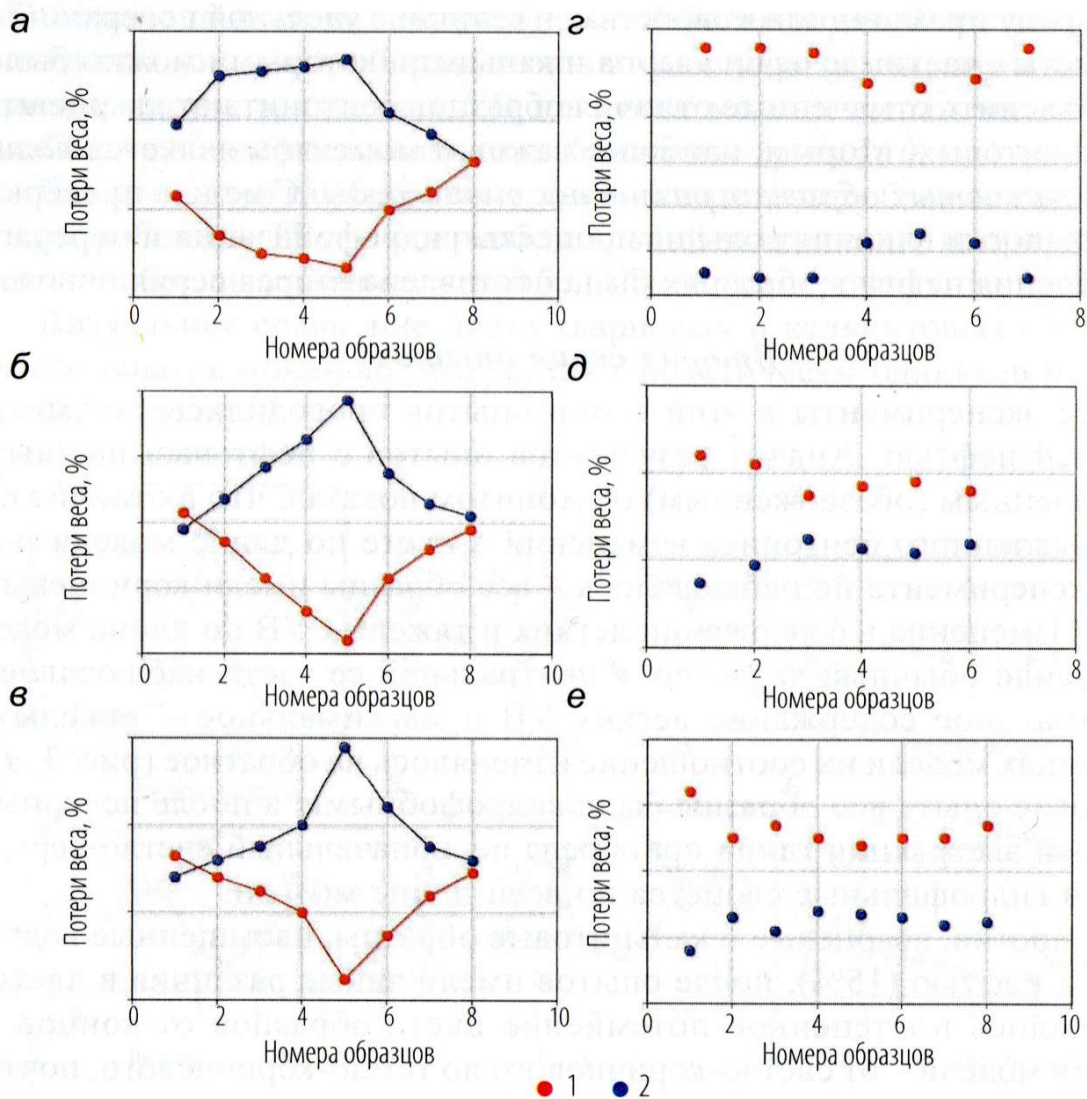 а
Потери веса, %
0 2 4 6 8 10
Номера образцов
б
Потери веса, %
0 2 4 6 8 10
Номера образцов
в
Потери веса, %
0 2 4 6 8 10
Номера образцов
г
Потери веса, %
0 2 4 6 8
Номера образцов
д
Потери веса, %
0 2 4 6 8
Номера образцов
е
Потери веса, %
0 2 4 6 8 10
Номера образцов
1 2